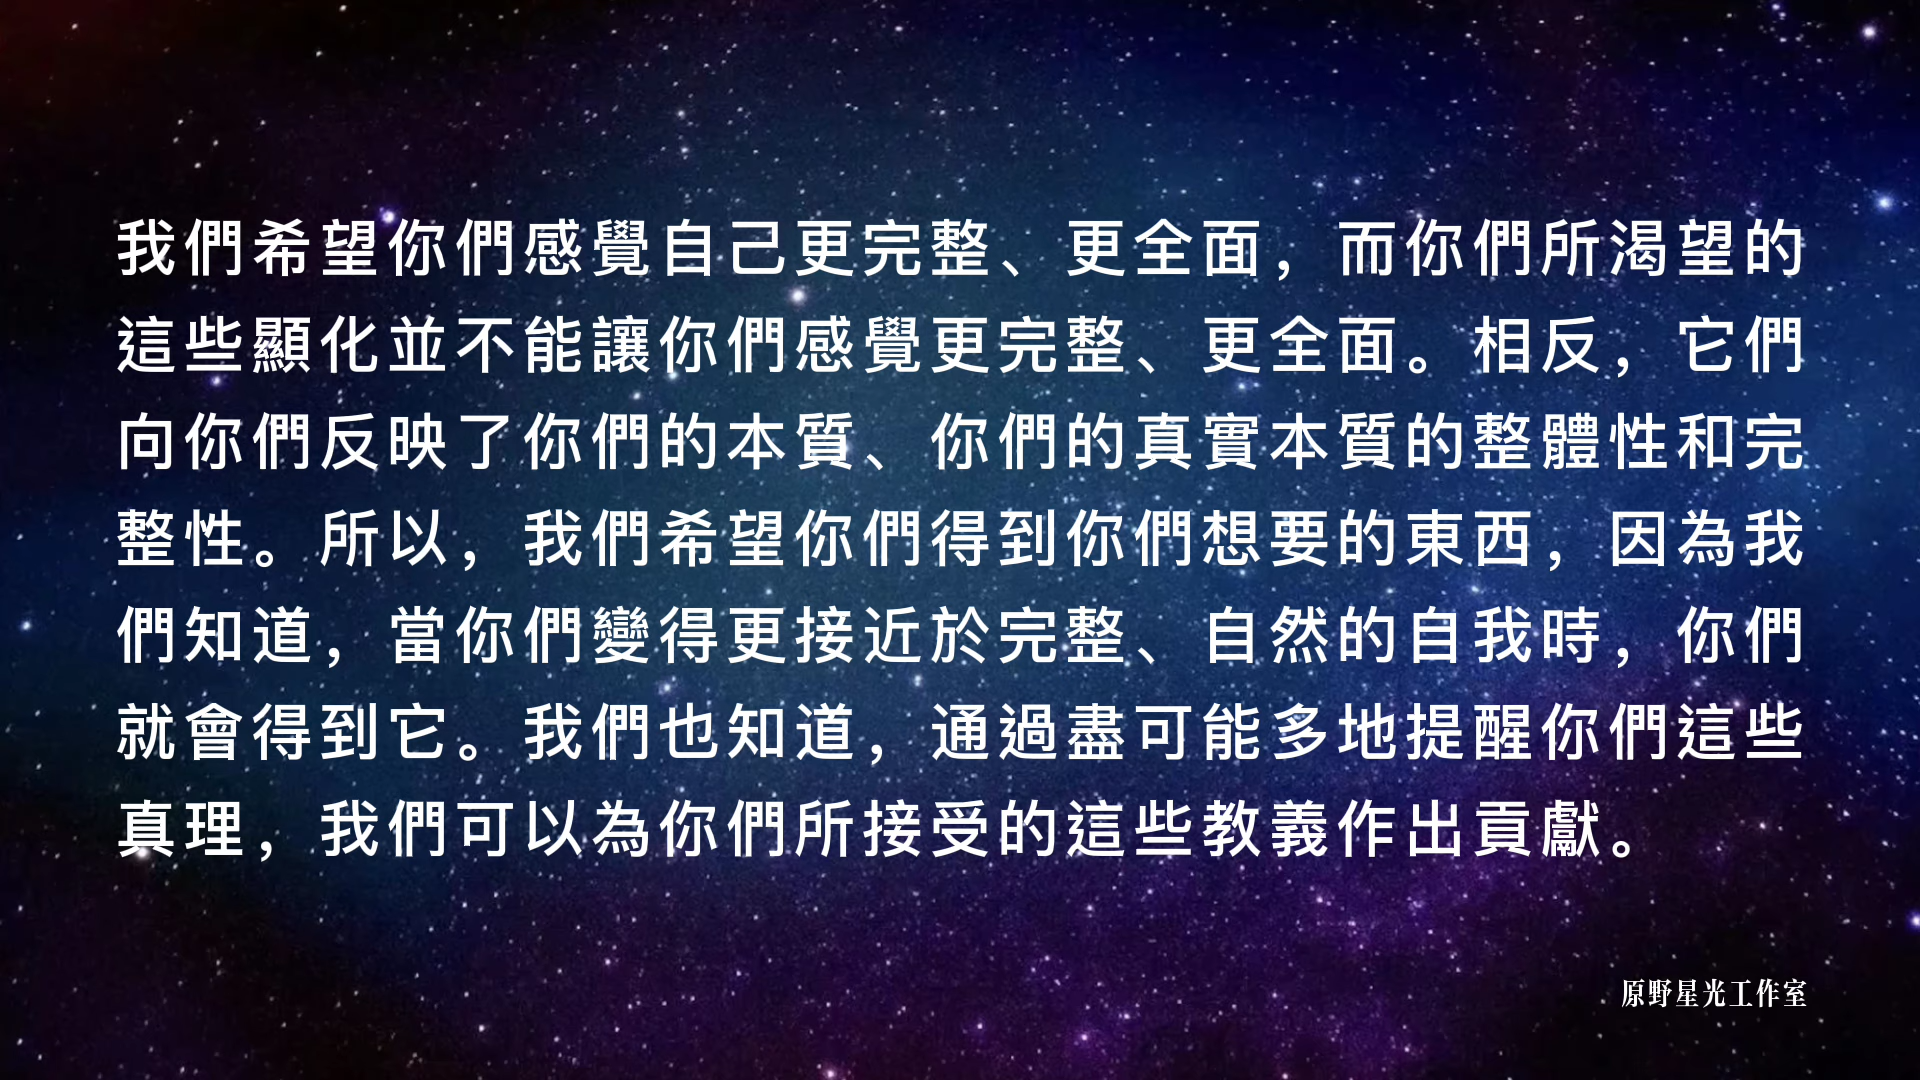 我們希望你們感覺自己更完整、更全面，而你們所渴望的
這些顯化並不能讓你們感覺更完整、更全面。相反，它們
向你們反映了你們的本質、你們的真實本質的整體性和完
整性。所以，我們希望你們得到你們想要的東西，因為我
們知道，當你們變得更接近於完整、自然的自我時，你們
就會得到它。我們也知道，通過盡可能多地提醒你們這些
真理，我們可以為你們所接受的這些教義作出貢獻。
原野星光工作室